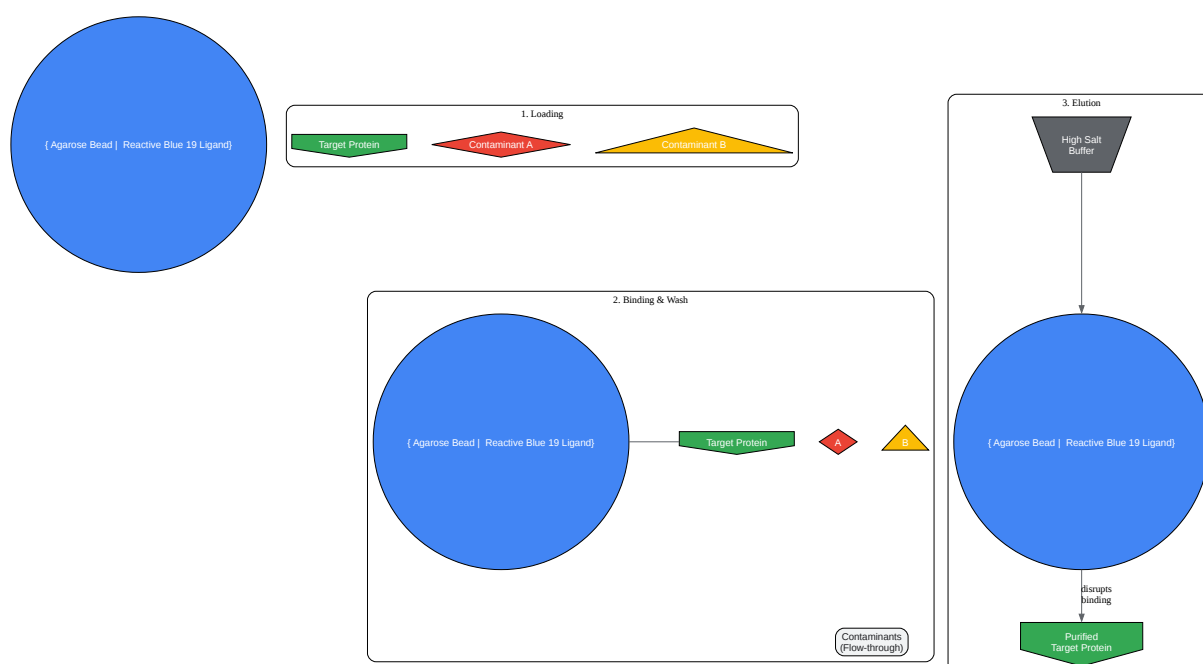 { Agarose Bead |  Reactive Blue 19 Ligand}
1. Loading
Target Protein
Contaminant A
Contaminant B
2. Binding & Wash
{ Agarose Bead |  Reactive Blue 19 Ligand}
Target Protein
A
B
Contaminants
(Flow-through)
3. Elution
High Salt
Buffer
{ Agarose Bead |  Reactive Blue 19 Ligand}
disrupts
binding
Purified
Target Protein